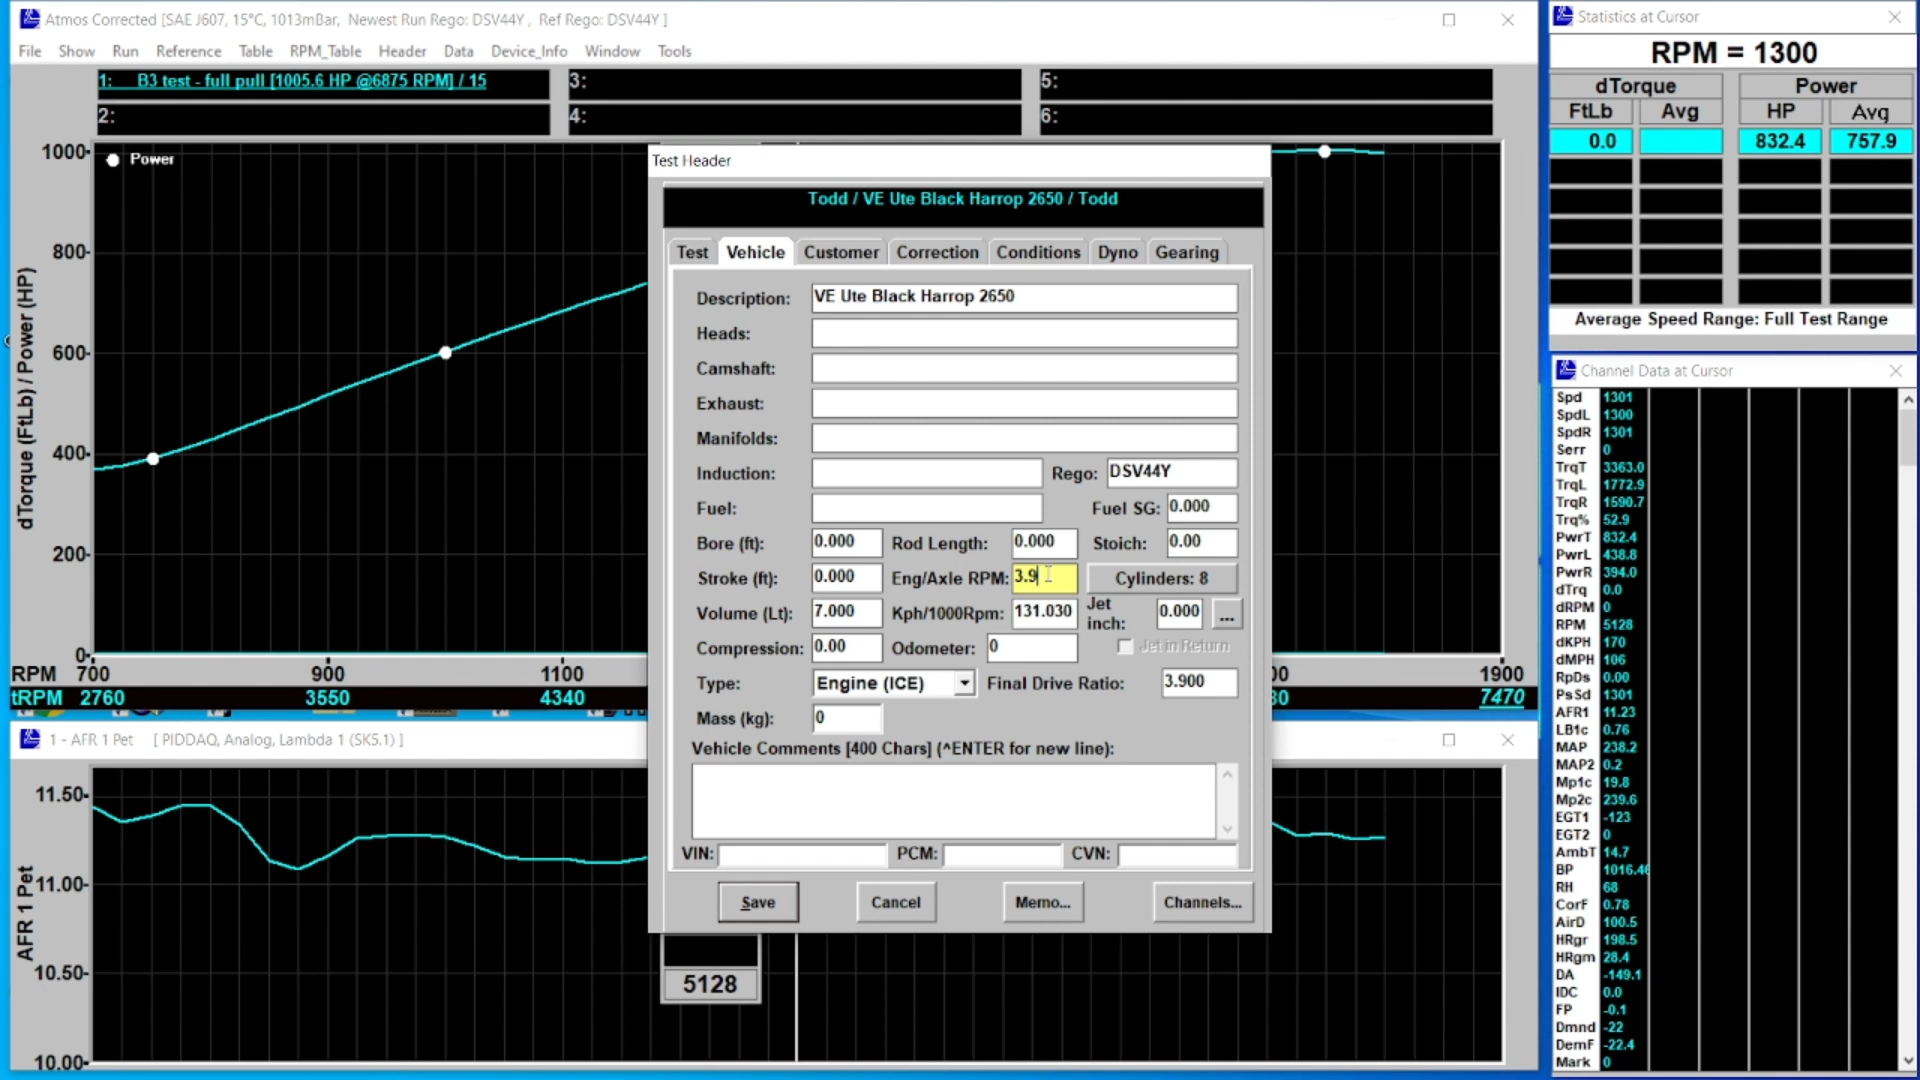 Atmos Corrected [SAE J607, 15°C, 1013mBar, Newest Run Rego: DSV44Y , Ref Rego: DSV44Y ]
File Show Run Reference Table RPM_Table Header Data Device_Info Window Tools
1: B3 test - full pull [1005.6 HP @6875 RPM] / 15 3: 5:
2: 4: 6:
dTorque (FtLb) / Power (HP)
1000
800
600
400
200
0
Power
RPM 700 900 1100 00 1900
tRPM 2760 3550 4340 30 7470
Test Header
Todd / VE Ute Black Harrop 2650 / Todd
Test Vehicle Customer Correction Conditions Dyno Gearing
Description: VE Ute Black Harrop 2650
Heads:
Camshaft:
Exhaust:
Manifolds:
Induction: Rego: DSV44Y
Fuel: Fuel SG: 0.000
Bore (ft): 0.000 Rod Length: 0.000 Stoich: 0.00
Stroke (ft): 0.000 Eng/Axle RPM: 3.9 Cylinders: 8
Volume (Lt): 7.000 Kph/1000Rpm: 131.030 Jet inch: 0.000 ...
Compression: 0.00 Odometer: 0 Jet in Return
Type: Engine (ICE) Final Drive Ratio: 3.900
Mass (kg): 0
Vehicle Comments [400 Chars] (^ENTER for new line):
VIN: PCM: CVN:
Save Cancel Memo... Channels...
1 - AFR 1 Pet [ PIDDAQ, Analog, Lambda 1 (SK5.1) ]
AFR 1 Pet
11.50
11.00
10.50
10.00
5128
Statistics at Cursor
RPM = 1300
dTorque Power
FtLb Avg HP Avg
0.0 832.4 757.9
Average Speed Range: Full Test Range
Channel Data at Cursor
Spd 1301
SpdL 1300
SpdR 1301
Serr 0
TrqT 3363.0
TrqL 1772.9
TrqR 1590.7
Trq% 52.9
PwrT 832.4
PwrL 438.8
PwrR 394.0
dTrq 0.0
dRPM 0
RPM 5128
dKPH 170
dMPH 106
RpDs 0.00
PsSd 1301
AFR1 11.23
LB1c 0.76
MAP 238.2
MAP2 0.2
Mp1c 19.8
Mp2c 239.6
EGT1 -123
EGT2 0
AmbT 14.7
BP 1016.46
RH 68
CorF 0.78
AirD 100.5
HRgr 198.5
HRgm 28.4
DA -149.1
IDC 0.0
FP -0.1
Dmnd -22
DemF -22.4
Mark 0